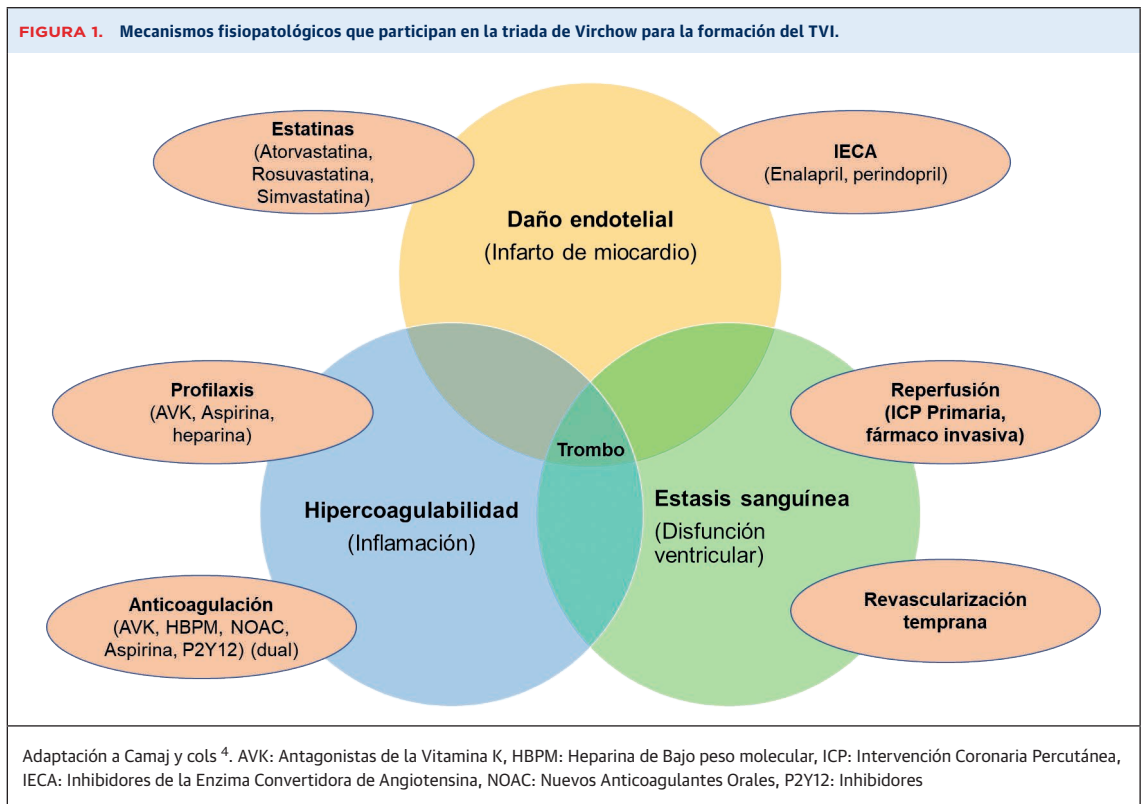 FIGURA 1. Mecanismos fisiopatológicos que participan en la triada de Virchow para la formación del TVI.
Estatinas
(Atorvastatina,
Rosuvastatina,
Simvastatina)
IECA
(Enalapril, perindopril)
Daño endotelial
(Infarto de miocardio)
Profilaxis
(AVK, Aspirina,
heparina)
Reperfusión
(ICP Primaria,
fármaco invasiva)
Trombo
Hipercoagulabilidad
(Inflamación)
Estasis sanguínea
(Disfunción
ventricular)
Anticoagulación
(AVK, HBPM, NOAC,
Aspirina, P2Y12) (dual)
Revascularización
temprana
Adaptación a Camaj y cols 4. AVK: Antagonistas de la Vitamina K, HBPM: Heparina de Bajo peso molecular, ICP: Intervención Coronaria Percutánea,
IECA: Inhibidores de la Enzima Convertidora de Angiotensina, NOAC: Nuevos Anticoagulantes Orales, P2Y12: Inhibidores